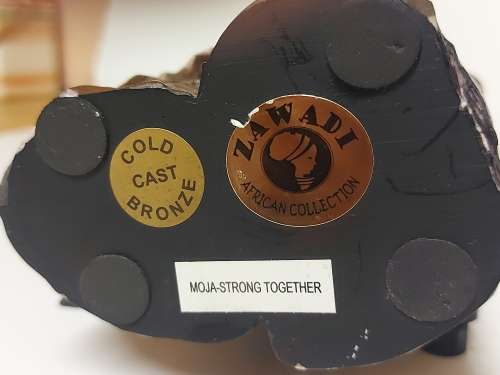 COLD
CAST
BRONZE
ZAWADI
AFRICAN COLLECTION
MOJA-STRONG TOGETHER